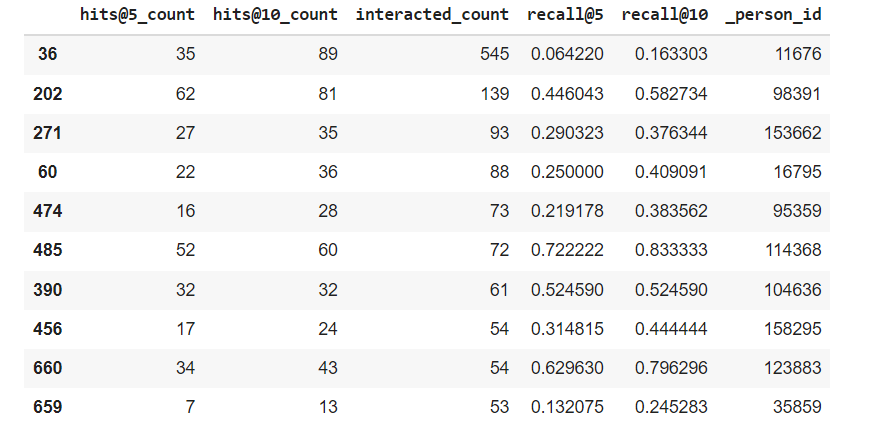 hits@5_count hits@10_count interacted_count recall@5 recall@10 _person_id
36 35 89 545 0.064220 0.163303 11676
202 62 81 139 0.446043 0.582734 98391
271 27 35 93 0.290323 0.376344 153662
60 22 36 88 0.250000 0.409091 16795
474 16 28 73 0.219178 0.383562 95359
485 52 60 72 0.722222 0.833333 114368
390 32 32 61 0.524590 0.524590 104636
456 17 24 54 0.314815 0.444444 158295
660 34 43 54 0.629630 0.796296 123883
659 7 13 53 0.132075 0.245283 35859